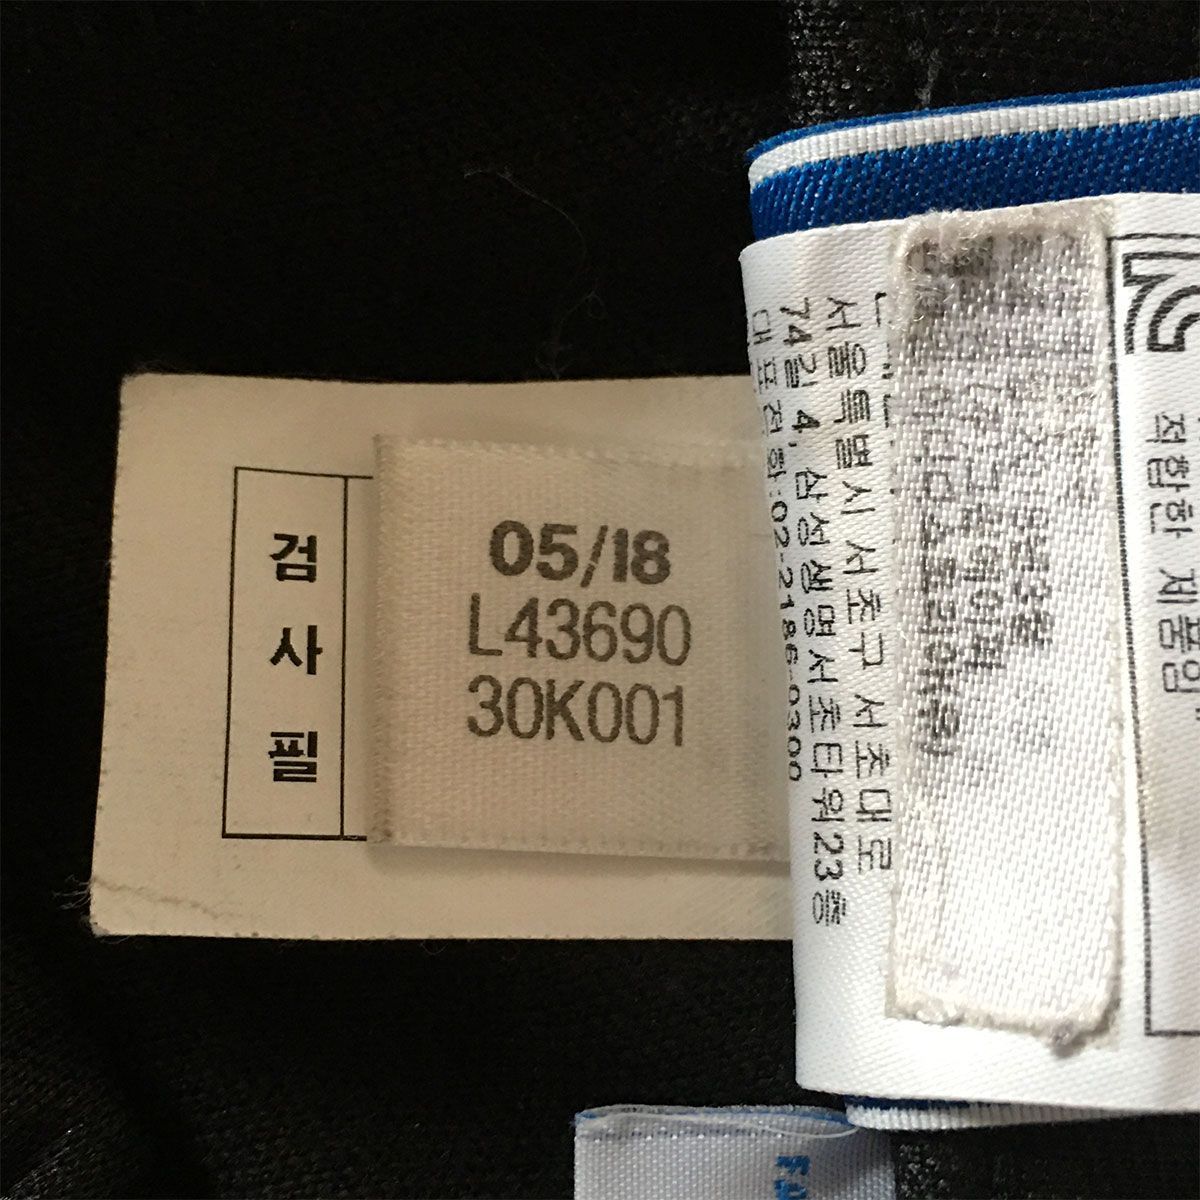 검
사
필
05/18
L43690
30K001
서울특별시 서초구 서초대로
74길 4, 삼성생명서초타워23층
대표전화:02-2186-0300
적합한 제품임
FA